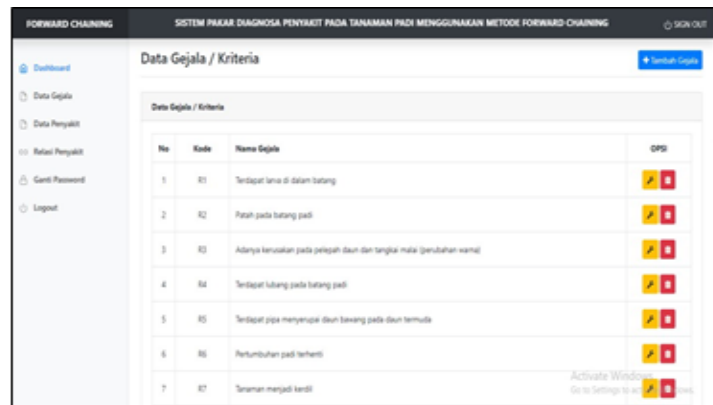 FORWARD CHAINING
SISTEM PAKAR DIAGNOSA PENYAKIT PADA TANAMAN PADI MENGGUNAKAN METODE FORWARD CHAINING
SIGN OUT
Dashboard
Data Gejala
Data Penyakit
Relasi Penyakit
Ganti Password
Logout
Data Gejala / Kriteria
+ Tambah Gejala
Data Gejala / Kriteria
No Kode Nama Gejala OPSI
1 R1 Terdapat larva di dalam batang
2 R2 Patah pada batang padi
3 R3 Adanya kerusakan pada pelepah daun dan tangkai malai (perubahan warna)
4 R4 Terdapat lubang pada batang padi
5 R5 Terdapat pipa menyerupai daun bawang pada daun termuda
6 R6 Pertumbuhan padi terhenti
7 R7 Tanaman menjadi kerdil
Activate Windows
Go to Settings to